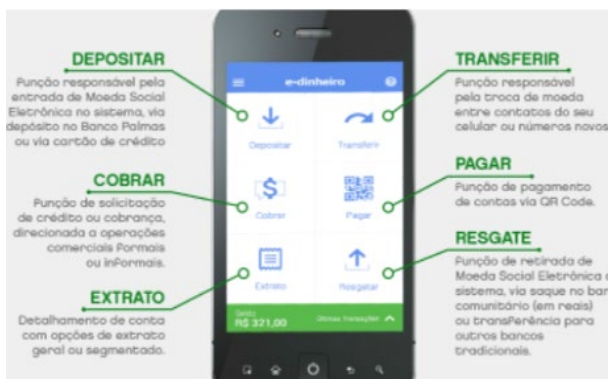 DEPOSITAR
Função responsável pela
entrada de Moeda Social
Eletrônica no sistema, via
depósito no Banco Palmas
ou via cartão de crédito
COBRAR
Função de solicitação
de crédito ou cobrança,
direcionada a operações
comerciais formais
ou informais.
EXTRATO
Detalhamento de conta
com opções de extrato
geral ou segmentado.
e-dinheiro
Depositar
Transferir
Cobrar
Pagar
Extrato
Resgatar
Saldo
R$ 321,00
Últimas Transações
TRANSFERIR
Função responsável
pela troca de moeda
entre contatos do seu
celular ou números novos
PAGAR
Função de pagamento
de contas via QR Code.
RESGATE
Função de retirada de
Moeda Social Eletrônica
sistema, via saque no
comunitário (em reais)
ou transferência para
outros bancos
tradicionais.